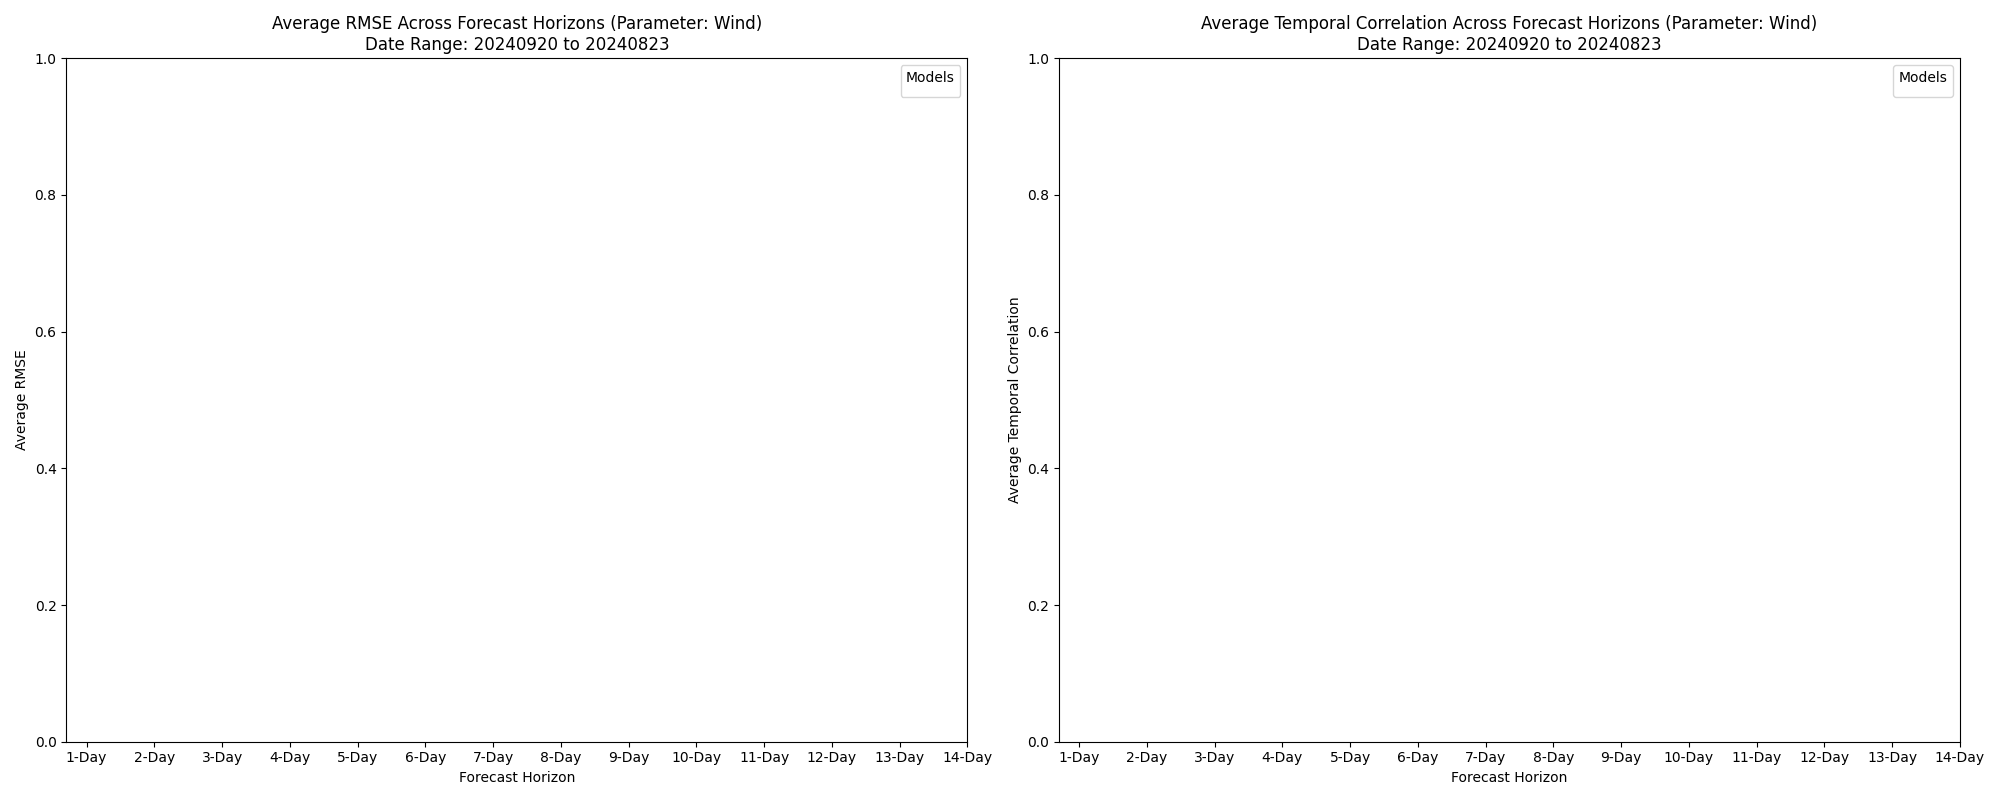 Average RMSE Across Forecast Horizons (Parameter: Wind)
Date Range: 20240920 to 20240823
Models
1.0
0.8
0.6
0.4
0.2
0.0
Average RMSE
1-Day 2-Day 3-Day 4-Day 5-Day 6-Day 7-Day 8-Day 9-Day 10-Day 11-Day 12-Day 13-Day 14-Day
Forecast Horizon
Average Temporal Correlation Across Forecast Horizons (Parameter: Wind)
Date Range: 20240920 to 20240823
Models
1.0
0.8
0.6
0.4
0.2
0.0
Average Temporal Correlation
1-Day 2-Day 3-Day 4-Day 5-Day 6-Day 7-Day 8-Day 9-Day 10-Day 11-Day 12-Day 13-Day 14-Day
Forecast Horizon